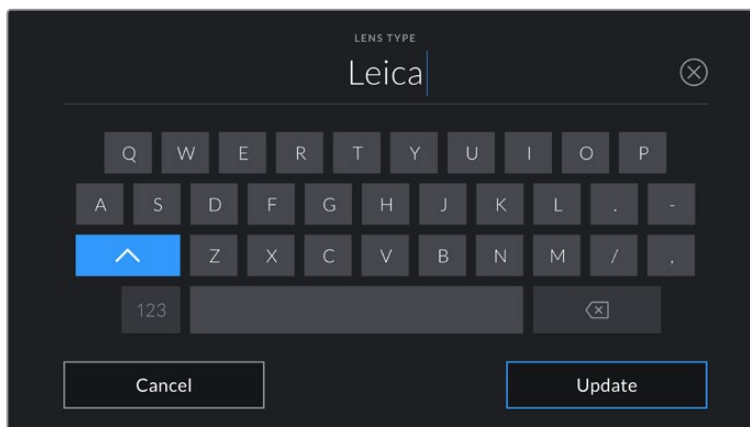 LENS TYPE
Leica
Q W E R T Y U I O P
A S D F G H J K L . -
Z X C V B N M / ,
123
Cancel Update